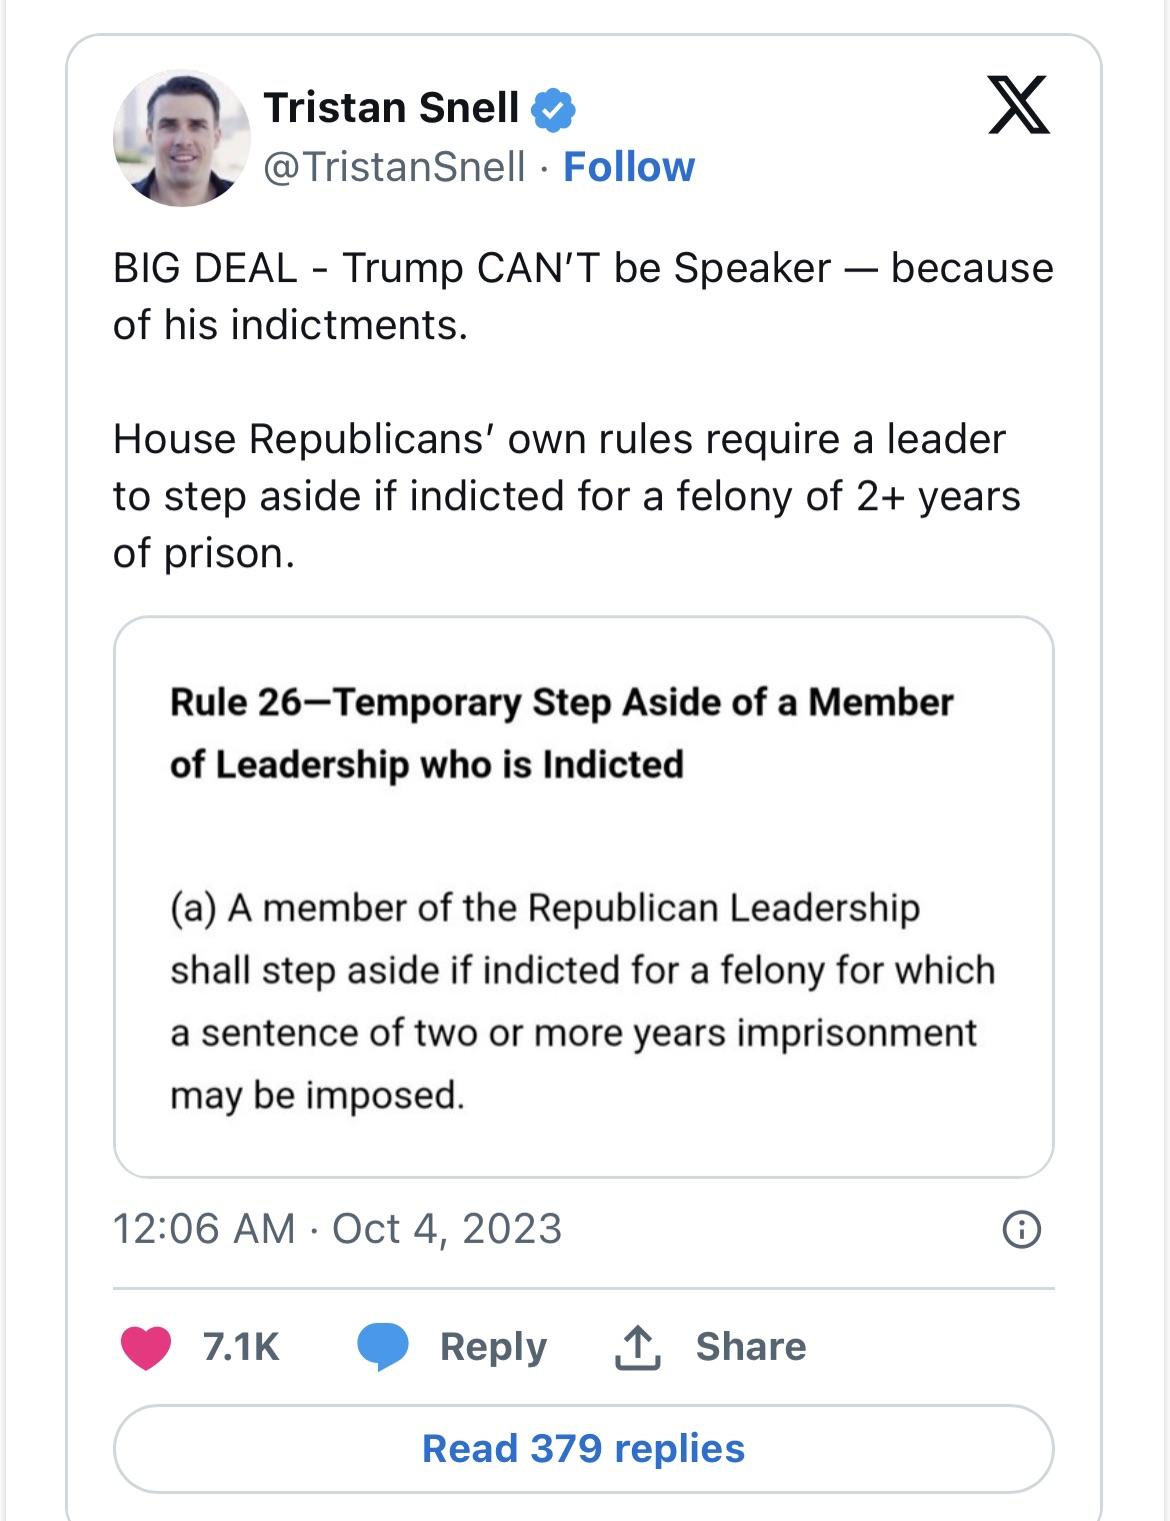 Tristan Snell
@TristanSnell · Follow
BIG DEAL - Trump CAN’T be Speaker — because
of his indictments.
House Republicans’ own rules require a leader
to step aside if indicted for a felony of 2+ years
of prison.
Rule 26—Temporary Step Aside of a Member
of Leadership who is Indicted
(a) A member of the Republican Leadership
shall step aside if indicted for a felony for which
a sentence of two or more years imprisonment
may be imposed.
12:06 AM · Oct 4, 2023
7.1K Reply Share
Read 379 replies